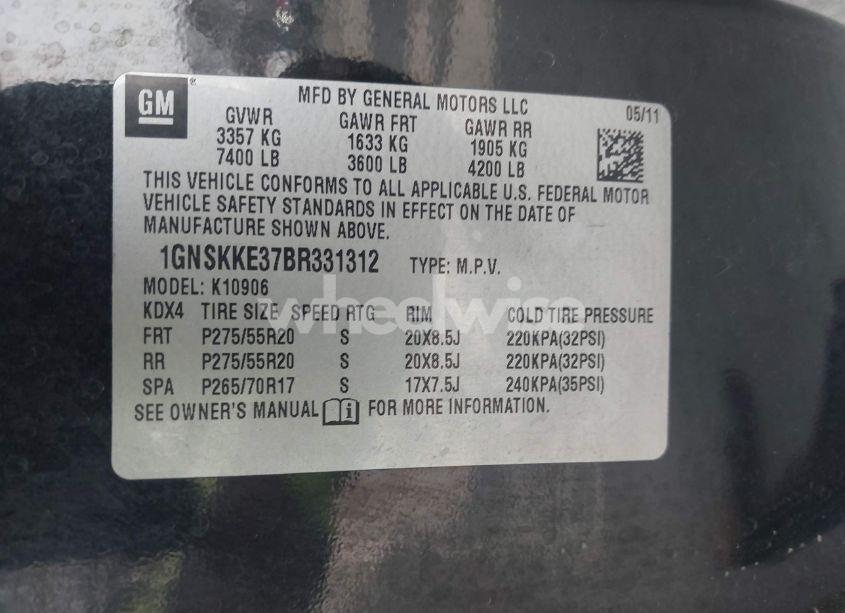 GM
MFD BY GENERAL MOTORS LLC 05/11
GVWR GAWR FRT GAWR RR
3357 KG 1633 KG 1905 KG
7400 LB 3600 LB 4200 LB
THIS VEHICLE CONFORMS TO ALL APPLICABLE U.S. FEDERAL MOTOR
VEHICLE SAFETY STANDARDS IN EFFECT ON THE DATE OF
MANUFACTURE SHOWN ABOVE.
1GNSKKE37BR331312 TYPE: M.P.V.
MODEL: K10906
KDX4 TIRE SIZE SPEED RTG RIM COLD TIRE PRESSURE
FRT P275/55R20 S 20X8.5J 220KPA(32PSI)
RR P275/55R20 S 20X8.5J 220KPA(32PSI)
SPA P265/70R17 S 17X7.5J 240KPA(35PSI)
SEE OWNER'S MANUAL FOR MORE INFORMATION.
wheelwise